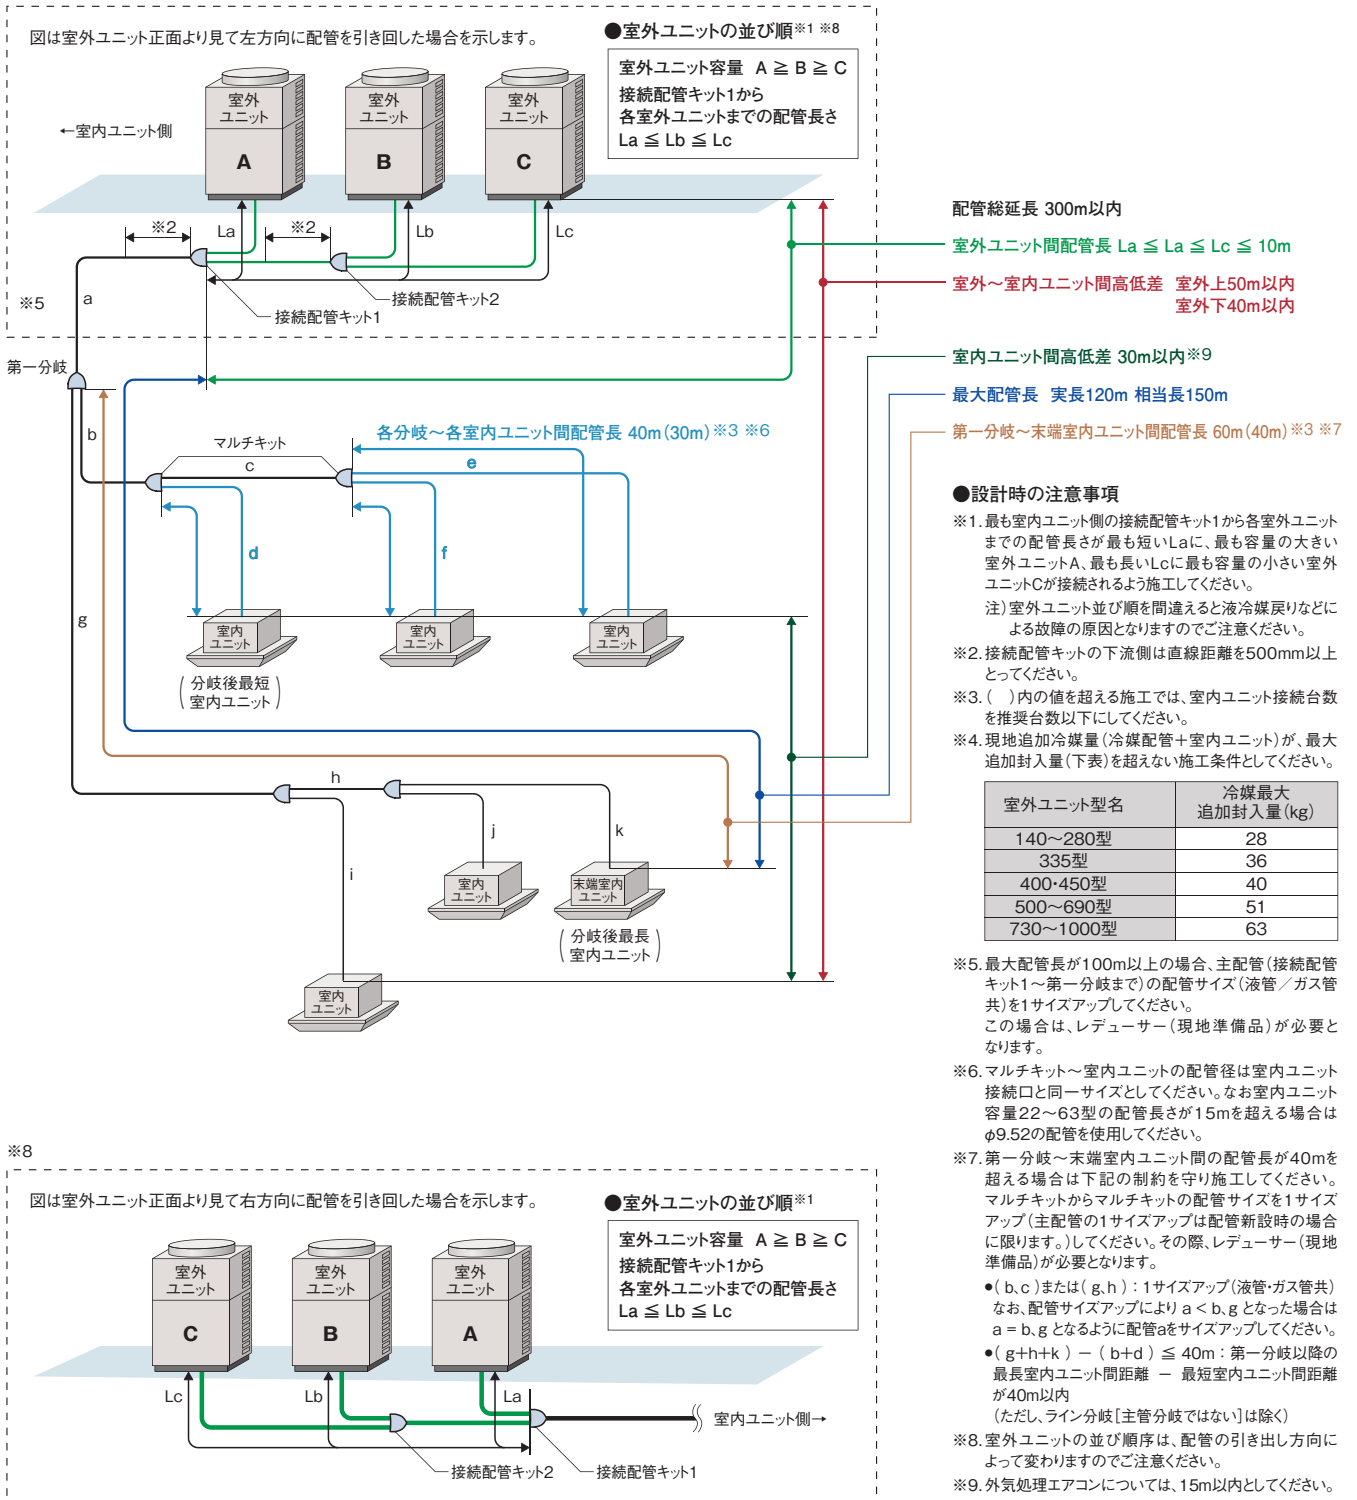 図は室外ユニット正面より見て左方向に配管を引き回した場合を示します。
●室外ユニットの並び順※1 ※8
室外ユニット容量 A ≧ B ≧ C
接続配管キット1から
各室外ユニットまでの配管長さ
La ≦ Lb ≦ Lc
←室内ユニット側
室外
ユニット
A
室外
ユニット
B
室外
ユニット
C
※2
La
※2
Lb
Lc
a
※5
接続配管キット2
接続配管キット1
第一分岐
配管総延長 300m以内
室外ユニット間配管長 La ≦ La ≦ Lc ≦ 10m
室外～室内ユニット間高低差 室外上50m以内
室外下40m以内
室内ユニット間高低差 30m以内※9
最大配管長 実長120m 相当長150m
第一分岐～末端室内ユニット間配管長 60m(40m)※3 ※7
b
マルチキット
各分岐～各室内ユニット間配管長 40m(30m)※3 ※6
c
e
d
f
g
室内
ユニット
室内
ユニット
室内
ユニット
(分岐後最短
室内ユニット)
h
j
k
i
室内
ユニット
末端室内
ユニット
(分岐後最長
室内ユニット)
室内
ユニット
●設計時の注意事項
※1.最も室内ユニット側の接続配管キット1から各室外ユニット
までの配管長さが最も短いLaに、最も容量の大きい
室外ユニットA、最も長いLcに最も容量の小さい室外
ユニットCが接続されるよう施工してください。
注)室外ユニット並び順を間違えると液冷媒戻りなどに
よる故障の原因となりますのでご注意ください。
※2.接続配管キットの下流側は直線距離を500mm以上
とってください。
※3.( )内の値を超える施工では、室内ユニット接続台数
を推奨台数以下にしてください。
※4.現地追加冷媒量(冷媒配管＋室内ユニット)が、最大
追加封入量(下表)を超えない施工条件としてください。
室外ユニット型名 冷媒最大
追加封入量(kg)
140～280型 28
335型 36
400・450型 40
500～690型 51
730～1000型 63
※5.最大配管長が100m以上の場合、主配管(接続配管
キット1～第一分岐まで)の配管サイズ(液管／ガス管
共)を1サイズアップしてください。
この場合は、レデューサー(現地準備品)が必要と
なります。
※6.マルチキット～室内ユニットの配管径は室内ユニット
接続口と同一サイズとしてください。なお室内ユニット
容量22～63型の配管長さが15mを超える場合は
φ9.52の配管を使用してください。
※7.第一分岐～末端室内ユニット間の配管長が40mを
超える場合は下記の制約を守り施工してください。
マルチキットからマルチキットの配管サイズを1サイズ
アップ(主配管の1サイズアップは配管新設時の場合
に限ります。)してください。その際、レデューサー(現地
準備品)が必要となります。
●( b,c )または( g,h )：1サイズアップ(液管・ガス管共)
なお、配管サイズアップにより a < b,g となった場合は
a = b,g となるように配管aをサイズアップしてください。
●( g+h+k ) － ( b+d ) ≦ 40m：第一分岐以降の
最長室内ユニット間距離 － 最短室内ユニット間距離
が40m以内
(ただし、ライン分岐[主管分岐ではない]は除く)
※8.室外ユニットの並び順序は、配管の引き出し方向に
よって変わりますのでご注意ください。
※9.外気処理エアコンについては、15m以内としてください。
※8
図は室外ユニット正面より見て右方向に配管を引き回した場合を示します。
●室外ユニットの並び順※1
室外ユニット容量 A ≧ B ≧ C
接続配管キット1から
各室外ユニットまでの配管長さ
La ≦ Lb ≦ Lc
室外
ユニット
C
室外
ユニット
B
室外
ユニット
A
Lc
Lb
La
室内ユニット側→
接続配管キット2
接続配管キット1